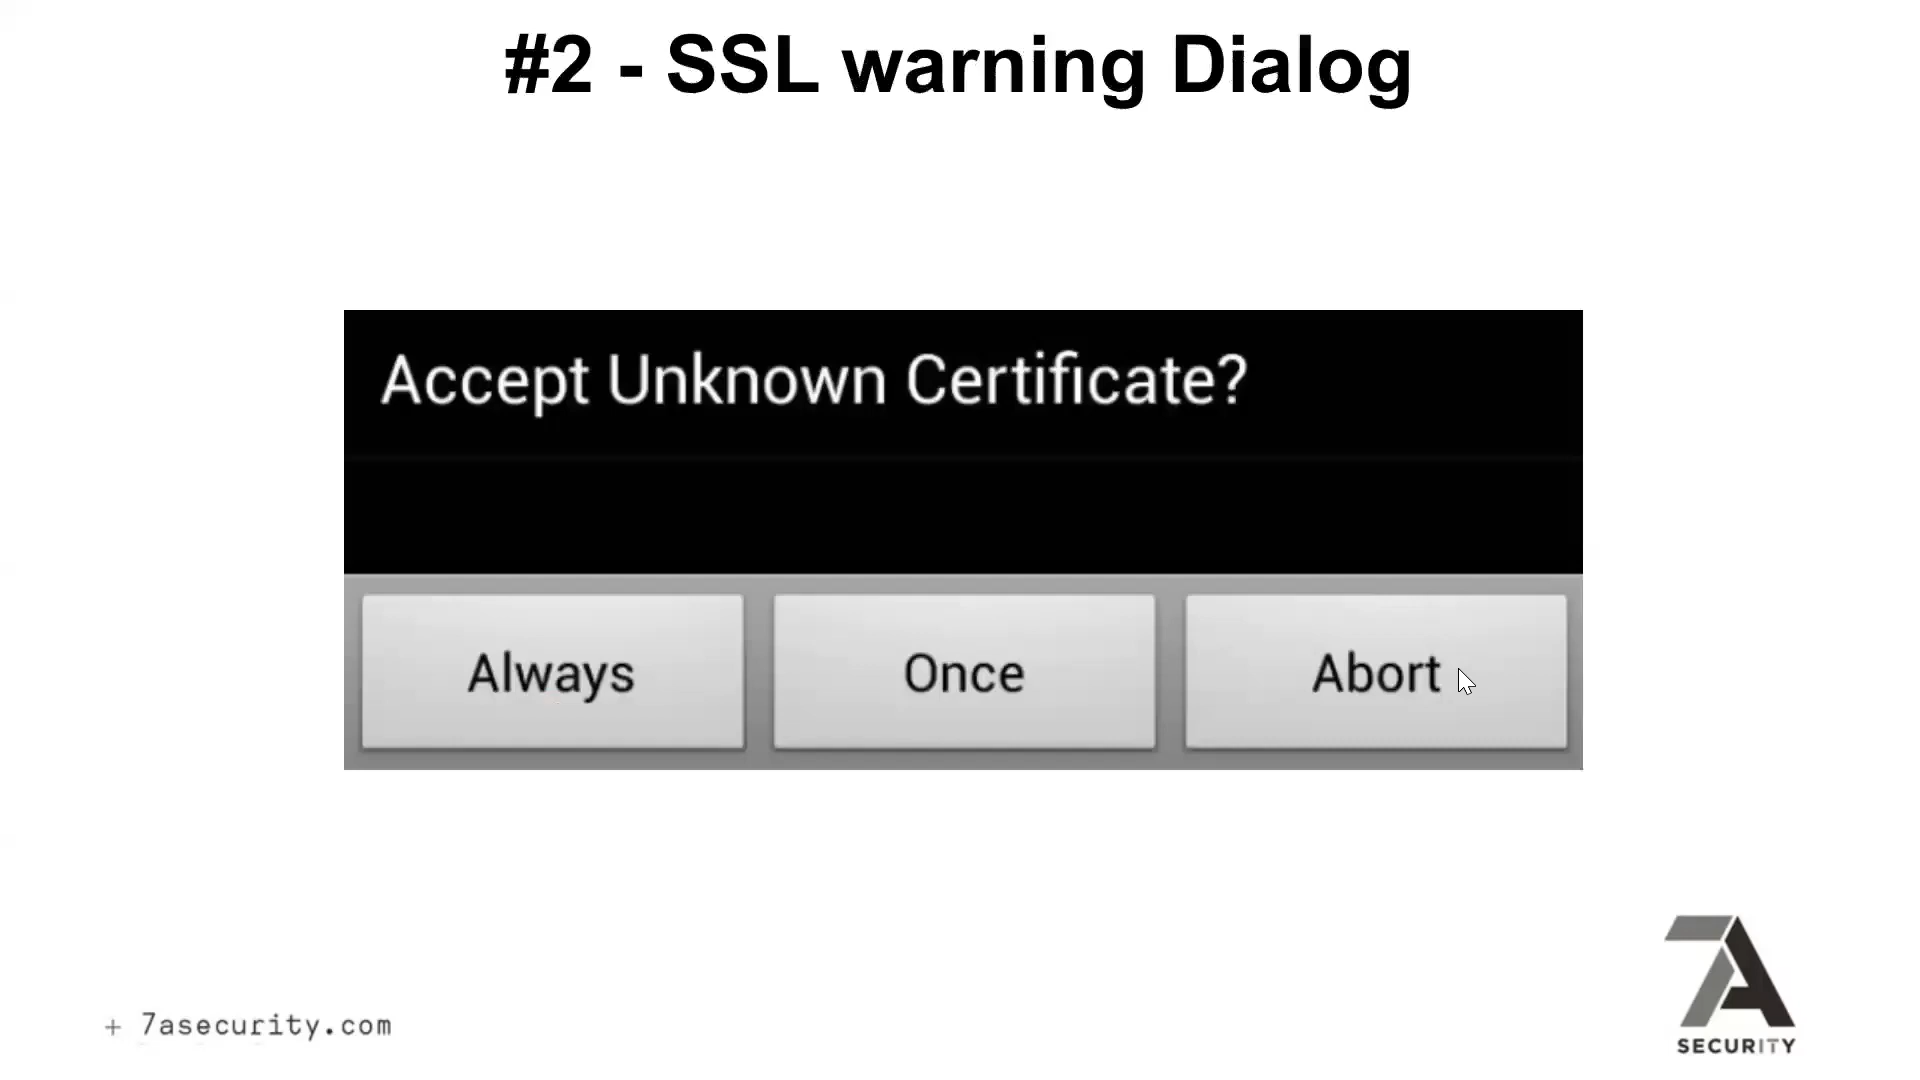 #2 - SSL warning Dialog
Accept Unknown Certificate?
Always
Once
Abort
+ 7asecurity.com
7A
SECURITY